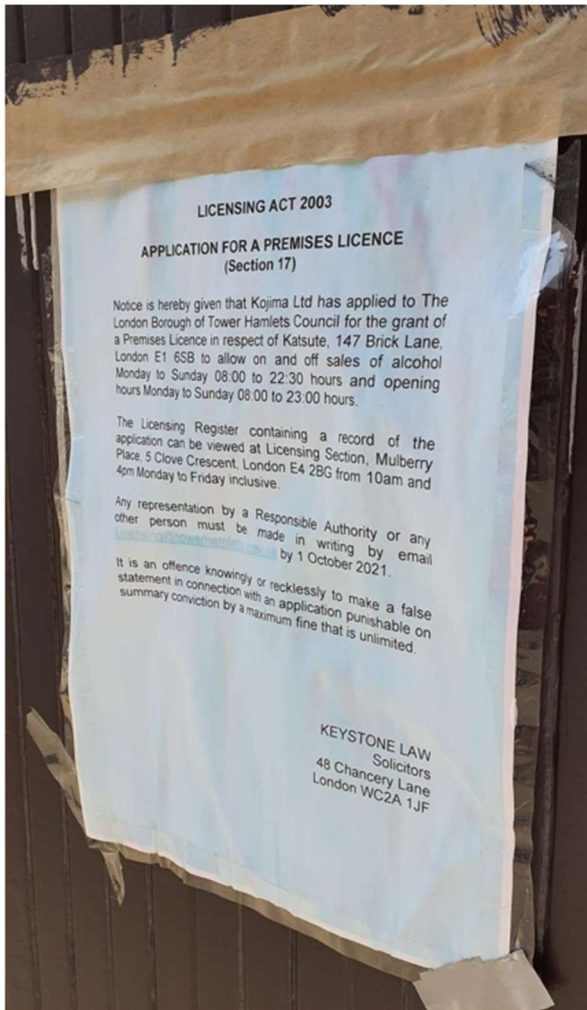 LICENSING ACT 2003
APPLICATION FOR A PREMISES LICENCE
(Section 17)
Notice is hereby given that Kojima Ltd has applied to The
London Borough of Tower Hamlets Council for the grant of
a Premises Licence in respect of Katsute, 147 Brick Lane,
London E1 6SB to allow on and off sales of alcohol
Monday to Sunday 08:00 to 22:30 hours and opening
hours Monday to Sunday 08:00 to 23:00 hours.
The Licensing Register containing a record of the
application can be viewed at Licensing Section, Mulberry
Place, 5 Clove Crescent, London E4 2BG from 10am and
4pm Monday to Friday inclusive.
Any representation by a Responsible Authority or any
other person must be made in writing by email
Licensing@towerhamlets.gov.uk by 1 October 2021.
It is an offence knowingly or recklessly to make a false
statement in connection with an application punishable on
summary conviction by a maximum fine that is unlimited.
KEYSTONE LAW
Solicitors
48 Chancery Lane
London WC2A 1JF